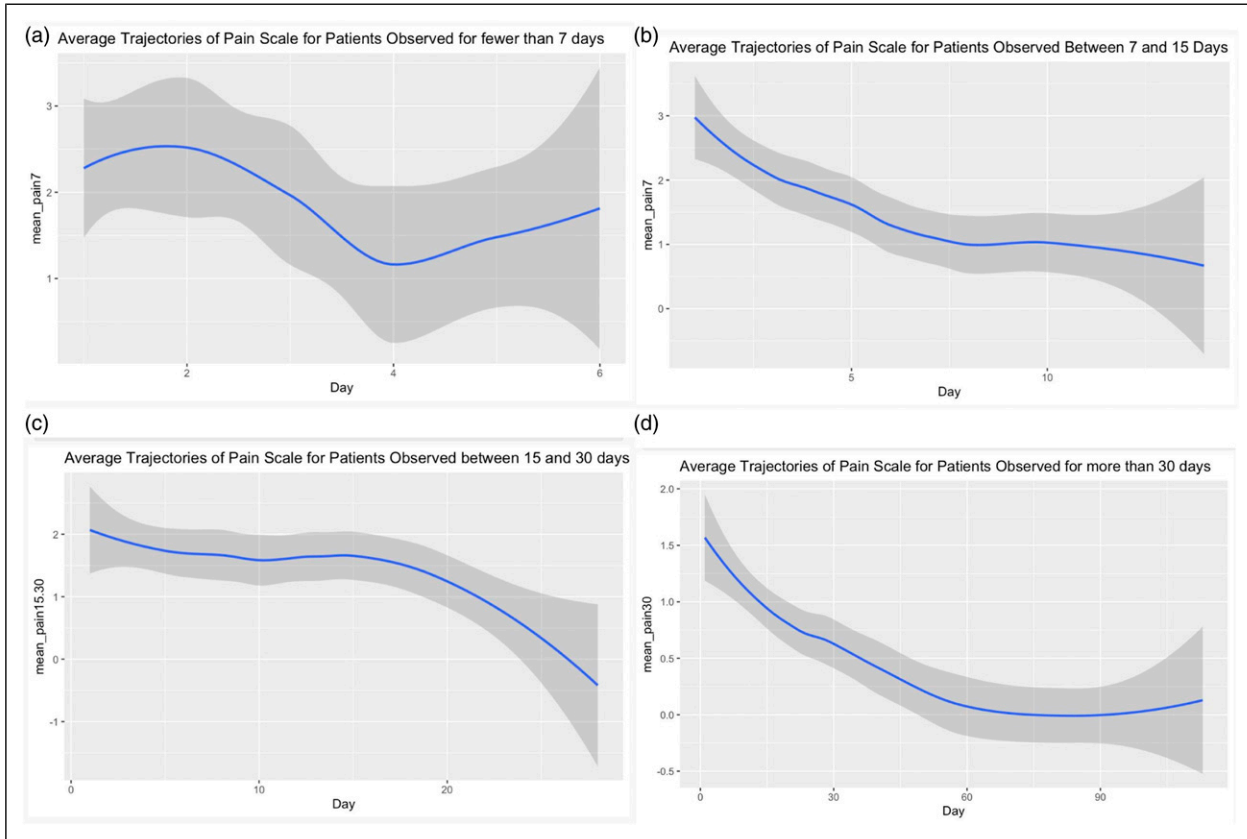 (a)
Average Trajectories of Pain Scale for Patients Observed for fewer than 7 days
3
2
1
mean_pain7
2
4
6
Day
(b)
Average Trajectories of Pain Scale for Patients Observed Between 7 and 15 Days
3
2
1
0
mean_pain7
5
10
Day
(c)
Average Trajectories of Pain Scale for Patients Observed between 15 and 30 days
2
1
0
-1
mean_pain15.30
0
10
20
Day
(d)
Average Trajectories of Pain Scale for Patients Observed for more than 30 days
2.0
1.5
1.0
0.5
0.0
-0.5
mean_pain30
0
30
60
90
Day